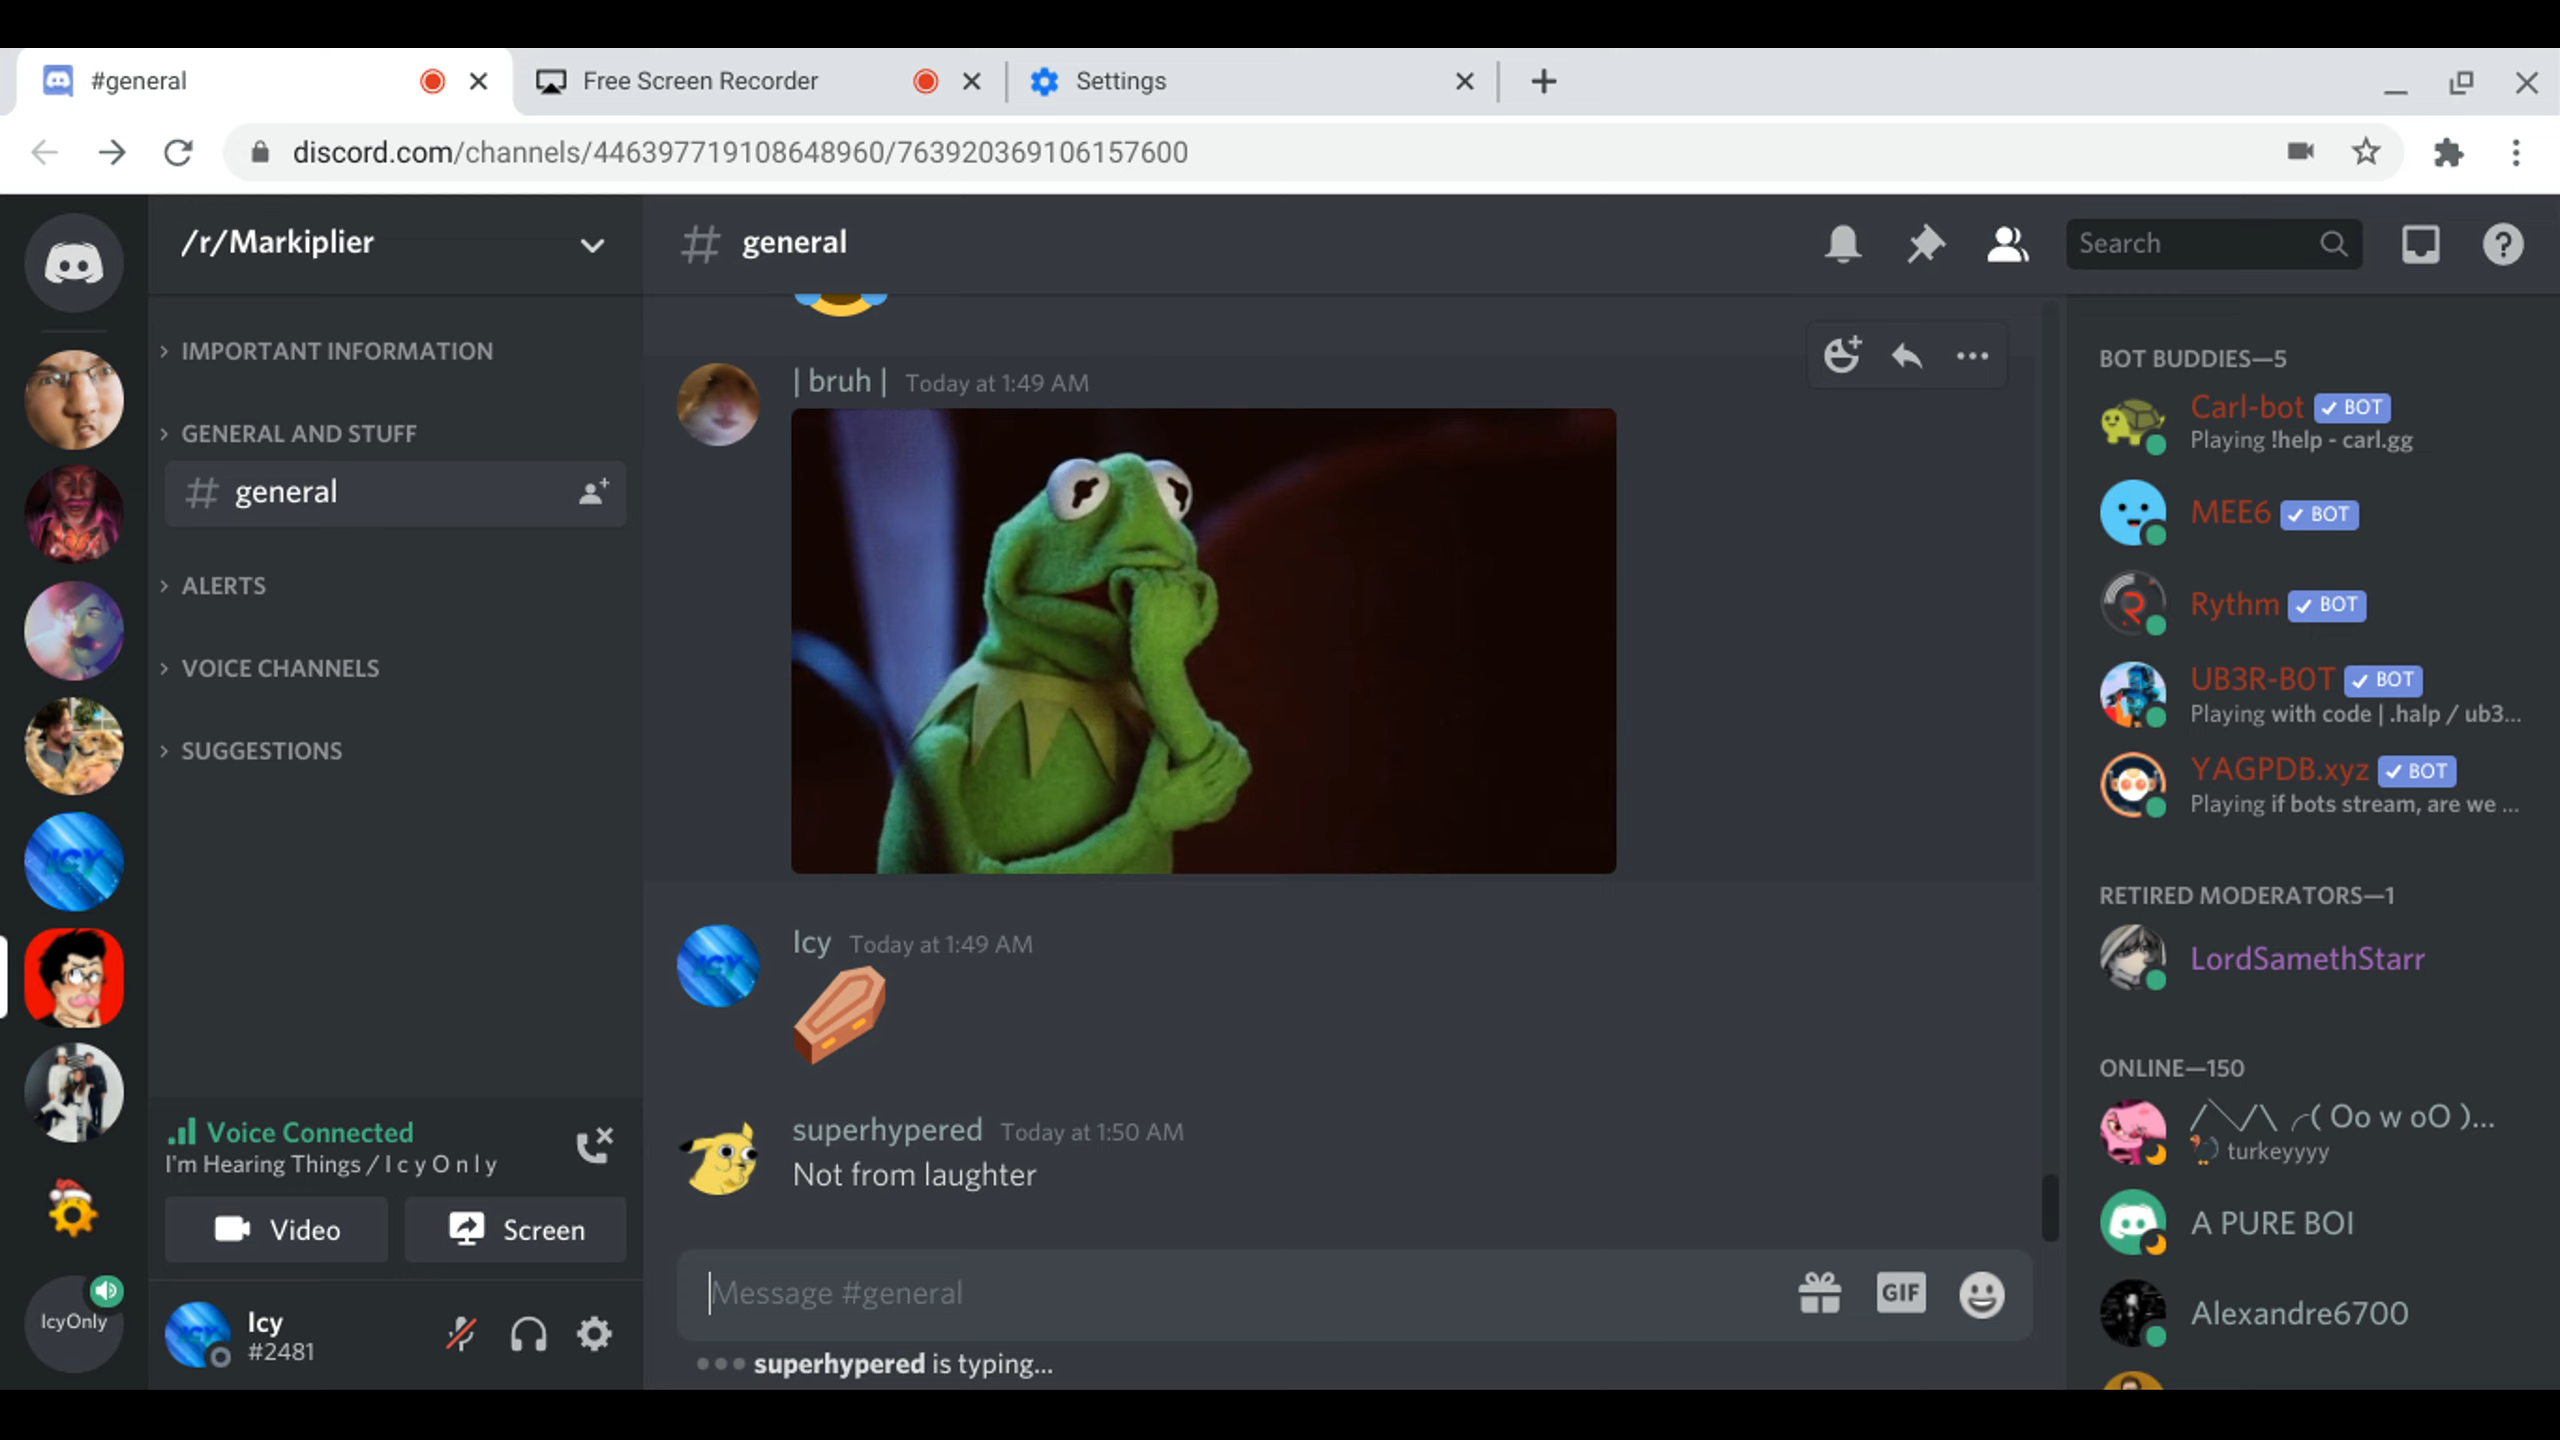 #general
Free Screen Recorder
Settings
discord.com/channels/446397719108648960/763920369106157600
/r/Markiplier
general
Search
IMPORTANT INFORMATION
GENERAL AND STUFF
general
ALERTS
VOICE CHANNELS
SUGGESTIONS
| bruh | Today at 1:49 AM
Icy Today at 1:49 AM
superhypered Today at 1:50 AM
Not from laughter
Message #general
GIF
superhypered is typing...
Voice Connected
I'm Hearing Things / I c y O n l y
Video
Screen
IcyOnly
Icy
#2481
BOT BUDDIES—5
Carl-bot BOT
Playing !help - carl.gg
MEE6 BOT
Rythm BOT
UB3R-B0T BOT
Playing with code | .halp / ub3...
YAGPDB.xyz BOT
Playing if bots stream, are we ...
RETIRED MODERATORS—1
LordSamethStarr
ONLINE—150
( Oo w oO )...
turkeyyyy
A PURE BOI
Alexandre6700